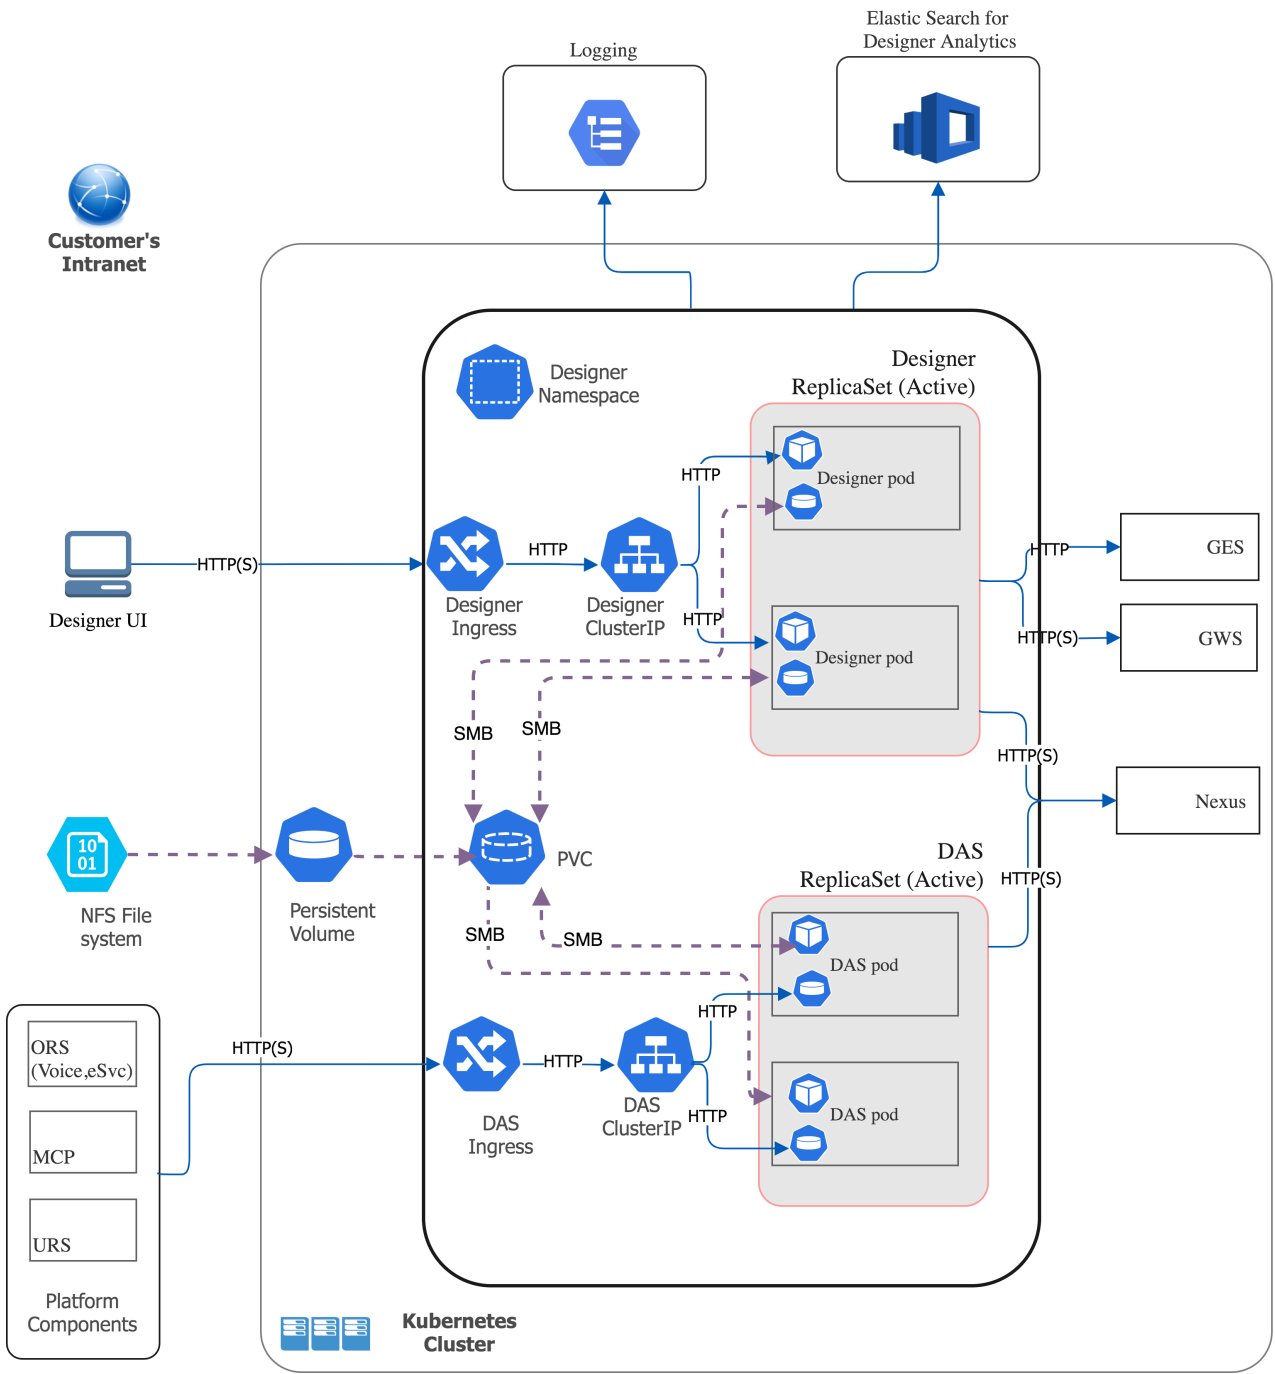 Elastic Search for
Designer Analytics
Logging
Customer's
Intranet
Designer
ReplicaSet (Active)
Designer
Namespace
HTTP
Designer pod
HTTP(S)
HTTP
HTTP
GES
Designer
Ingress
Designer
ClusterIP
Designer UI
HTTP
HTTP(S)
GWS
Designer pod
SMB
SMB
HTTP(S)
Nexus
10
01
PVC
DAS
ReplicaSet (Active)
HTTP(S)
NFS File
system
Persistent
Volume
SMB
SMB
DAS pod
HTTP
ORS
(Voice,eSvc)
HTTP(S)
HTTP
DAS
ClusterIP
HTTP
DAS pod
DAS
Ingress
MCP
URS
Platform
Components
Kubernetes
Cluster